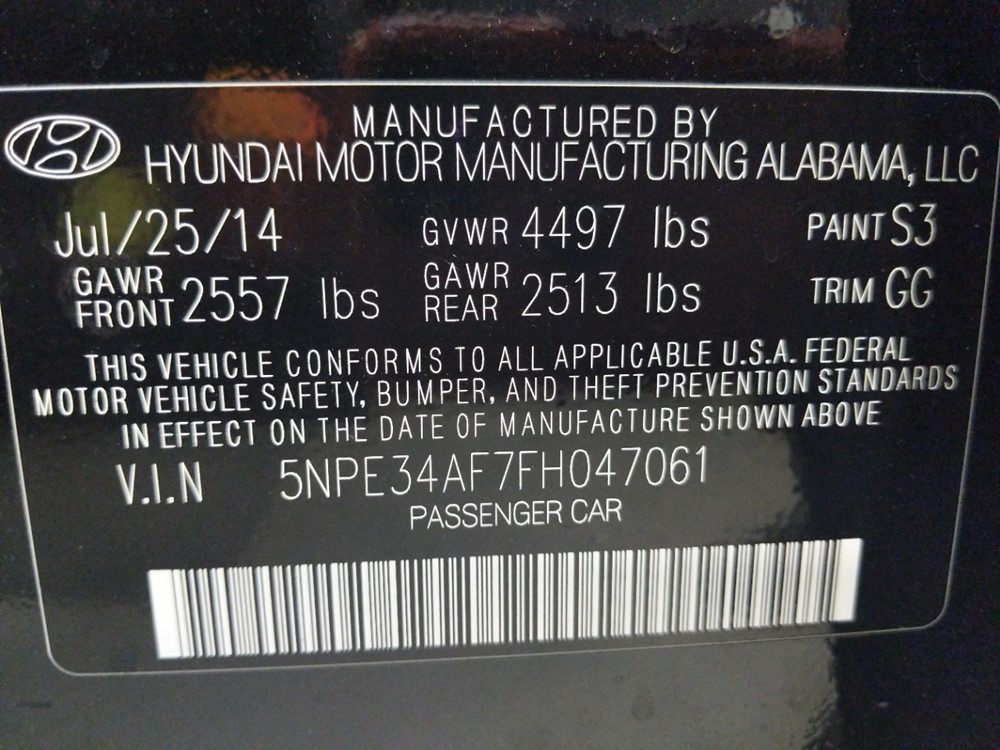 MANUFACTURED BY
HYUNDAI MOTOR MANUFACTURING ALABAMA, LLC
Jul/25/14 GVWR 4497 lbs PAINT S3
GAWR FRONT 2557 lbs GAWR REAR 2513 lbs TRIM GG
THIS VEHICLE CONFORMS TO ALL APPLICABLE U.S.A. FEDERAL
MOTOR VEHICLE SAFETY, BUMPER, AND THEFT PREVENTION STANDARDS
IN EFFECT ON THE DATE OF MANUFACTURE SHOWN ABOVE
V.I.N 5NPE34AF7FH047061
PASSENGER CAR